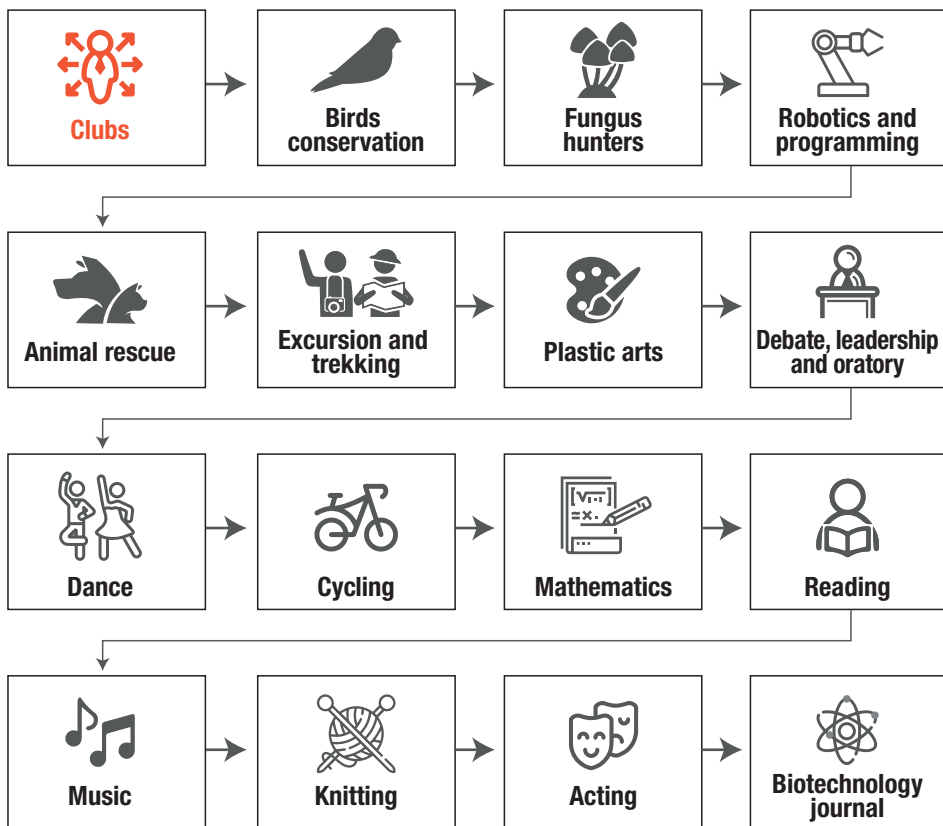 Clubs
Birds
conservation
Fungus
hunters
Robotics and
programming
Animal rescue
Excursion and
trekking
Plastic arts
Debate, leadership
and oratory
Dance
Cycling
Mathematics
Reading
Music
Knitting
Acting
Biotechnology
journal